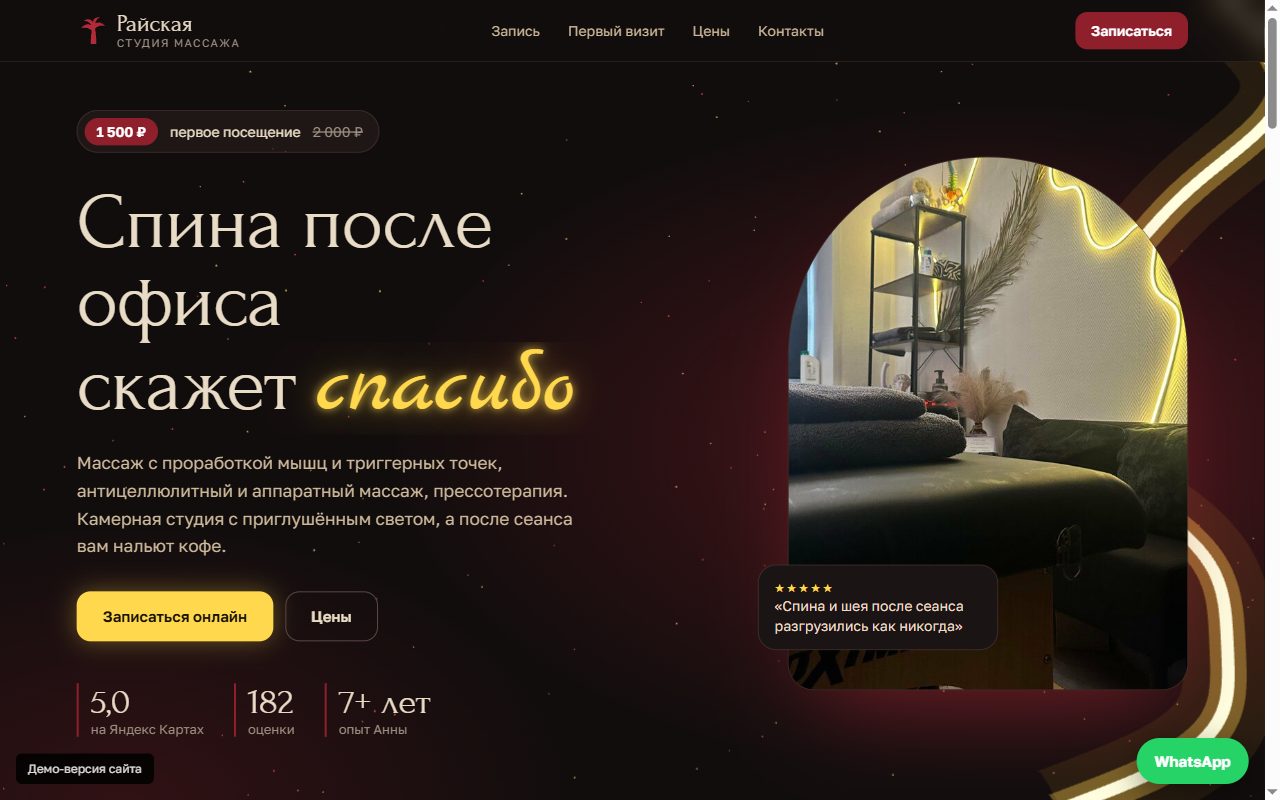 Райская
СТУДИЯ МАССАЖА
Запись
Первый визит
Цены
Контакты
Записаться
1 500 ₽ первое посещение 2 000 ₽
Спина после
офиса
скажет спасибо
Массаж с проработкой мышц и триггерных точек,
антицеллюлитный и аппаратный массаж, прессотерапия.
Камерная студия с приглушённым светом, а после сеанса
вам нальют кофе.
Записаться онлайн
Цены
★★★★★
«Спина и шея после сеанса
разгрузились как никогда»
5,0
на Яндекс Картах
182
оценки
7+ лет
опыт Анны
Демо-версия сайта
WhatsApp